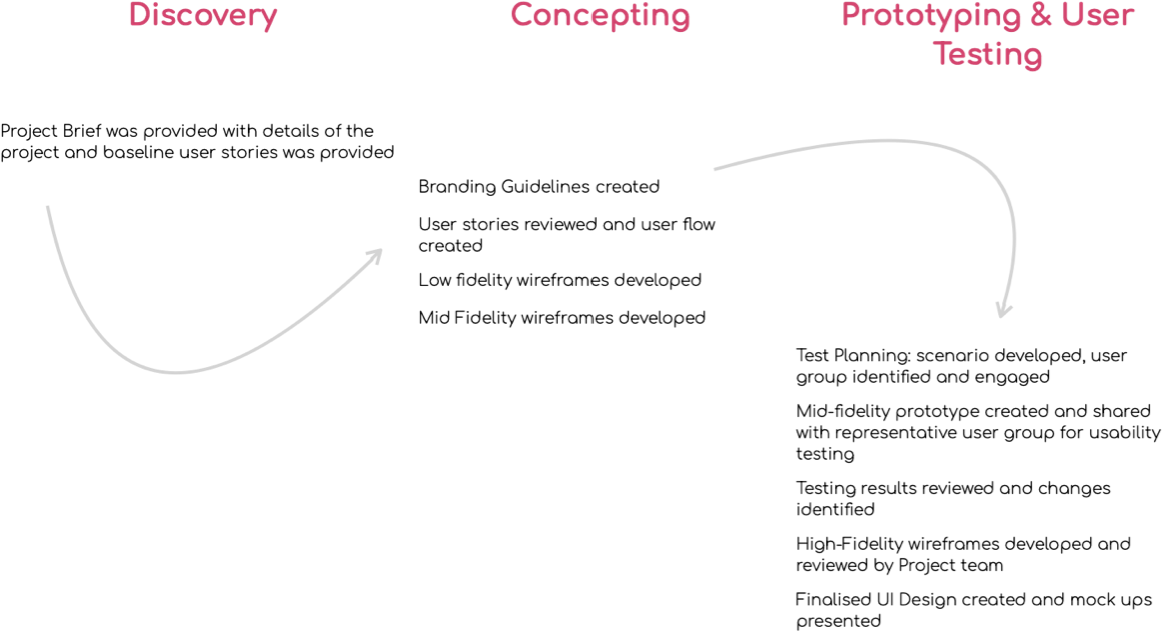 Discovery
Project Brief was provided with details of the
project and baseline user stories was provided
Concepting
Branding Guidelines created
User stories reviewed and user flow
created
Low fidelity wireframes developed
Mid Fidelity wireframes developed
Prototyping & User
Testing
Test Planning: scenario developed, user
group identified and engaged
Mid-fidelity prototype created and shared
with representative user group for usability
testing
Testing results reviewed and changes
identified
High-Fidelity wireframes developed and
reviewed by Project team
Finalised UI Design created and mock ups
presented